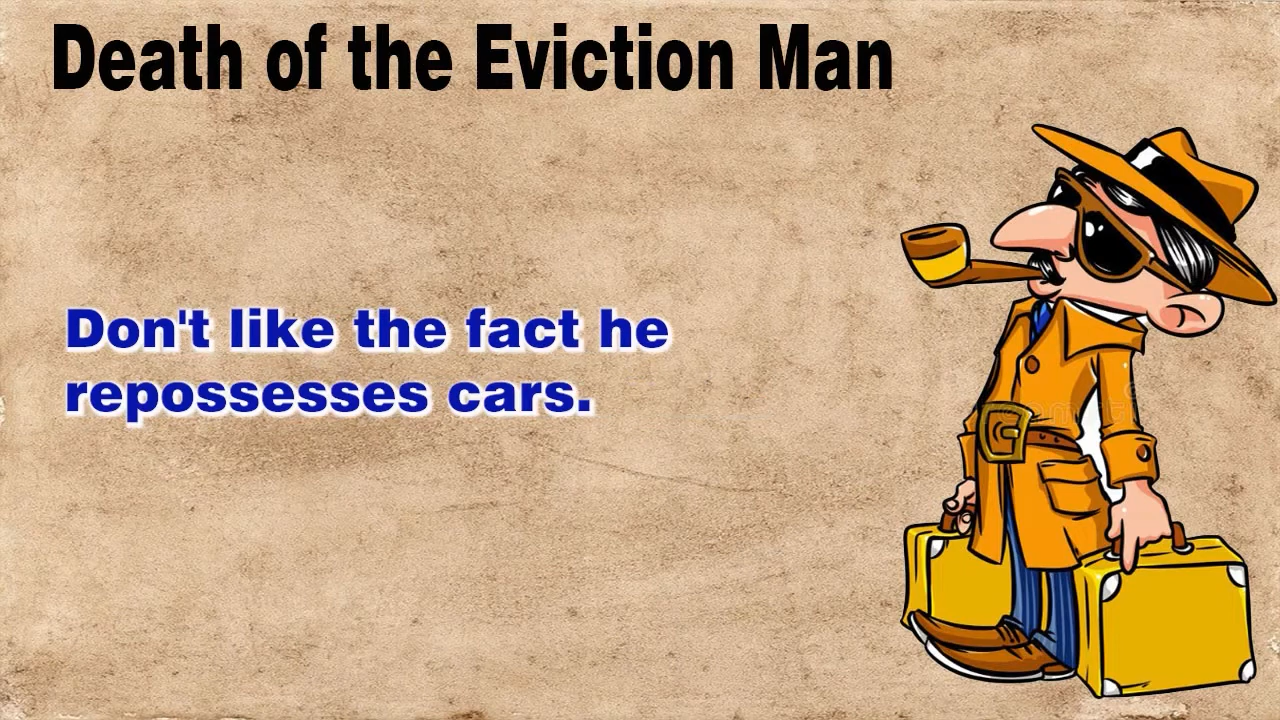 Death of the Eviction Man
Don't like the fact he
repossesses cars.